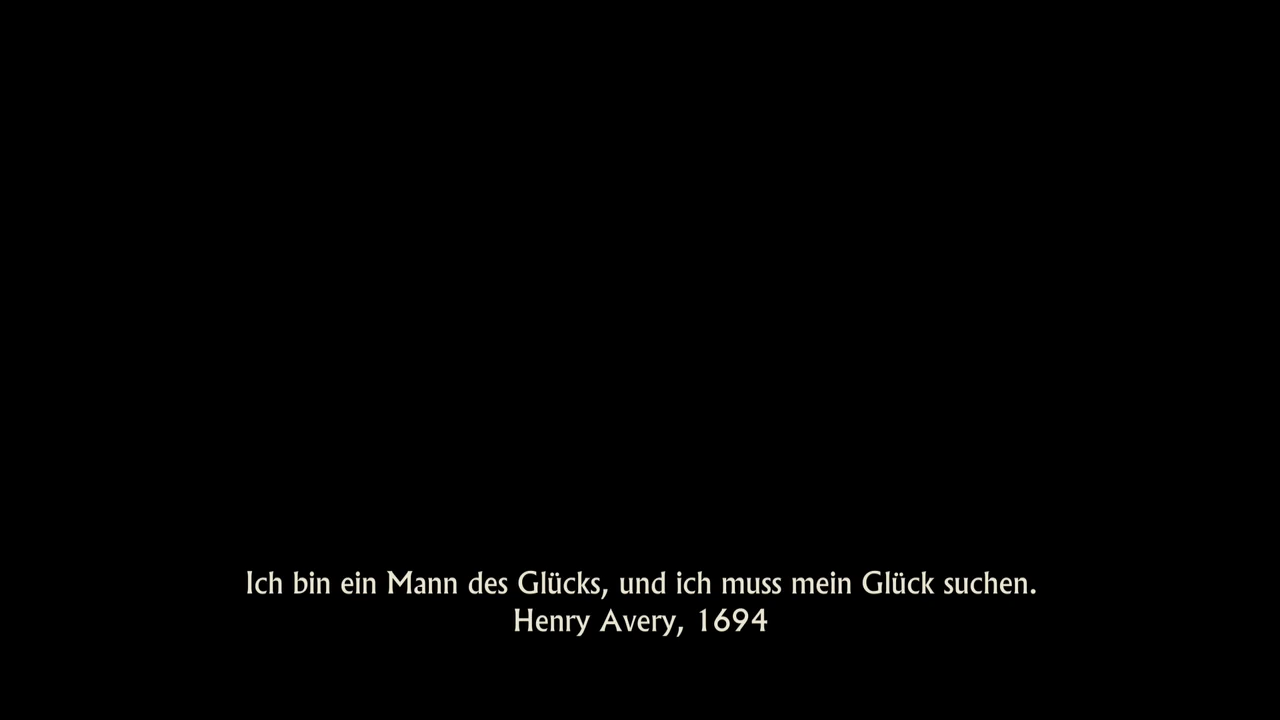 Ich bin ein Mann des Glücks, und ich muss mein Glück suchen.
Henry Avery, 1694